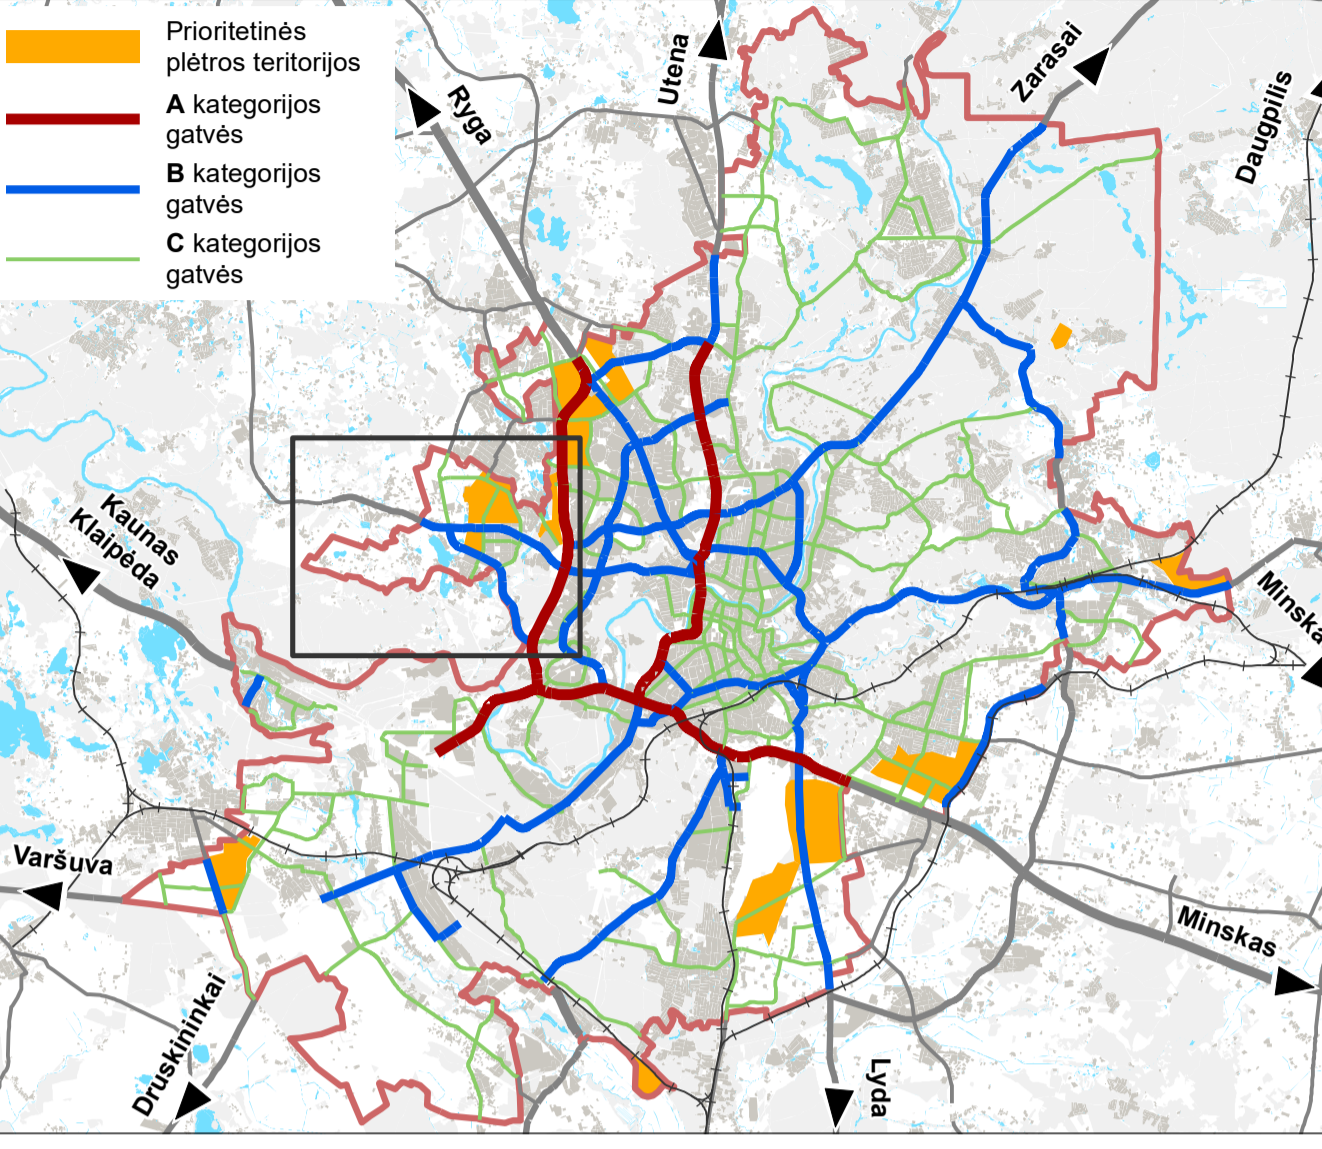 Prioritetinės
plėtros teritorijos
A kategorijos
gatvės
B kategorijos
gatvės
C kategorijos
gatvės
Ryga
Utena
Zarasai
Daugpilis
Kaunas
Klaipėda
Minskas
Varšuva
Minskas
Druskininkai
Lyda